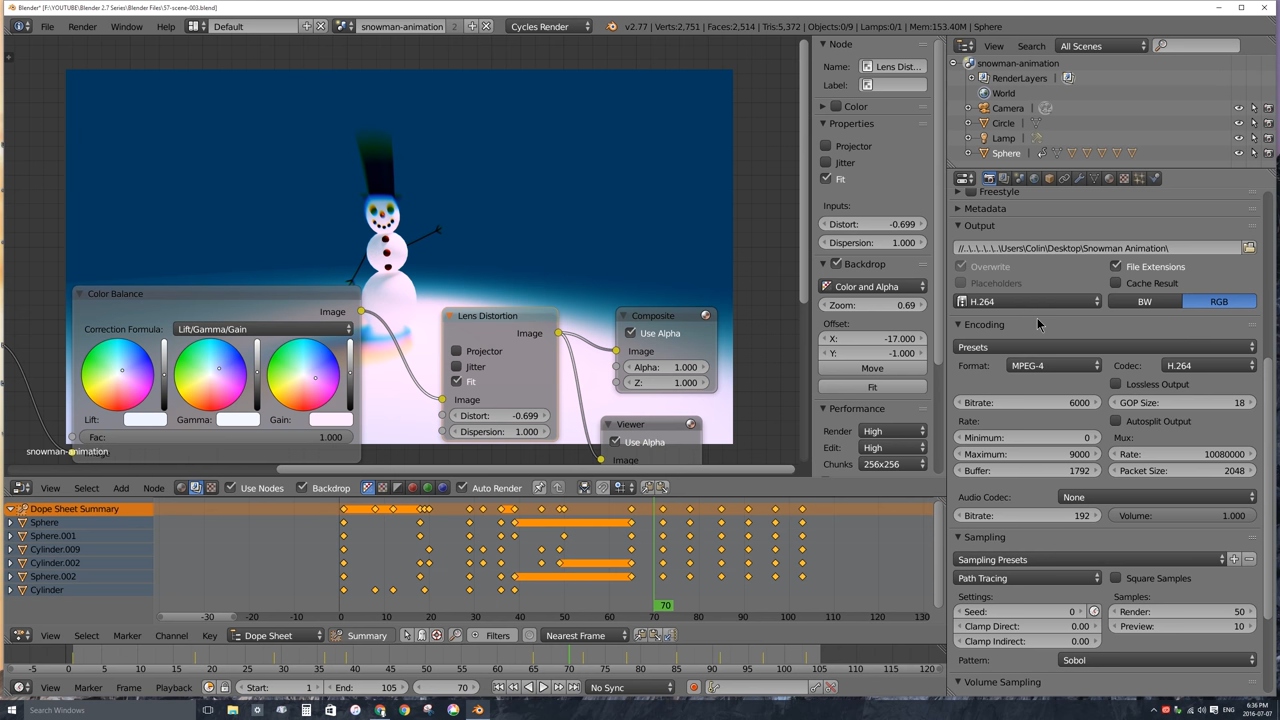 Blender* [F:\YOUTUBE\Blender 2.7 Series\Blender Files\57-scene-003.blend]
File Render Window Help Default snowman-animation 2 Cycles Render v2.77 | Verts:2,751 | Faces:2,514 | Tris:5,372 | Objects:0/9 | Lamps:0/1 | Mem:153.40M | Sphere
Color Balance
Image
Correction Formula: Lift/Gamma/Gain
Lift: Gamma: Gain:
Fac: 1.000
snowman-animation
Lens Distortion
Image
Projector
Jitter
Fit
Image
Distort: -0.699
Dispersion: 1.000
Composite
Use Alpha
Image
Alpha: 1.000
Z: 1.000
Viewer
Use Alpha
Image
Node
Name: Lens Dist...
Label:
Color
Properties
Projector
Jitter
Fit
Inputs:
Distort: -0.699
Dispersion: 1.000
Backdrop
Color and Alpha
Zoom: 0.69
Offset:
X: -17.000
Y: -1.000
Move
Fit
Performance
Render High
Edit: High
Chunks 256x256
View Select Add Node Use Nodes Backdrop Auto Render
Dope Sheet Summary
Sphere
Sphere.001
Cylinder.009
Cylinder.002
Sphere.002
Cylinder
70
-30 -20 -10 0 10 20 30 40 50 60 80 90 100 110 120 130
View Select Marker Channel Key Dope Sheet Summary Filters Nearest Frame
-5 0 5 10 15 20 25 30 35 40 45 50 55 60 65 70 75 80 85 90 95 100 105 110 115 120
View Marker Frame Playback Start: 1 End: 105 70 No Sync
View Search All Scenes
snowman-animation
RenderLayers
World
Camera
Circle
Lamp
Sphere
Freestyle
Metadata
Output
//..\..\..\..\..\Users\Colin\Desktop\Snowman Animation\
Overwrite File Extensions
Placeholders Cache Result
H.264 BW RGB
Encoding
Presets
Format: MPEG-4 Codec: H.264
Lossless Output
Bitrate: 6000 GOP Size: 18
Rate: Autosplit Output
Minimum: 0 Mux:
Maximum: 9000 Rate: 10080000
Buffer: 1792 Packet Size: 2048
Audio Codec: None
Bitrate: 192 Volume: 1.000
Sampling
Sampling Presets
Path Tracing Square Samples
Settings: Samples:
Seed: 0 Render: 50
Clamp Direct: 0.00 Preview: 10
Clamp Indirect: 0.00
Pattern: Sobol
Volume Sampling
Search Windows
ENG 6:36 PM
2016-07-07